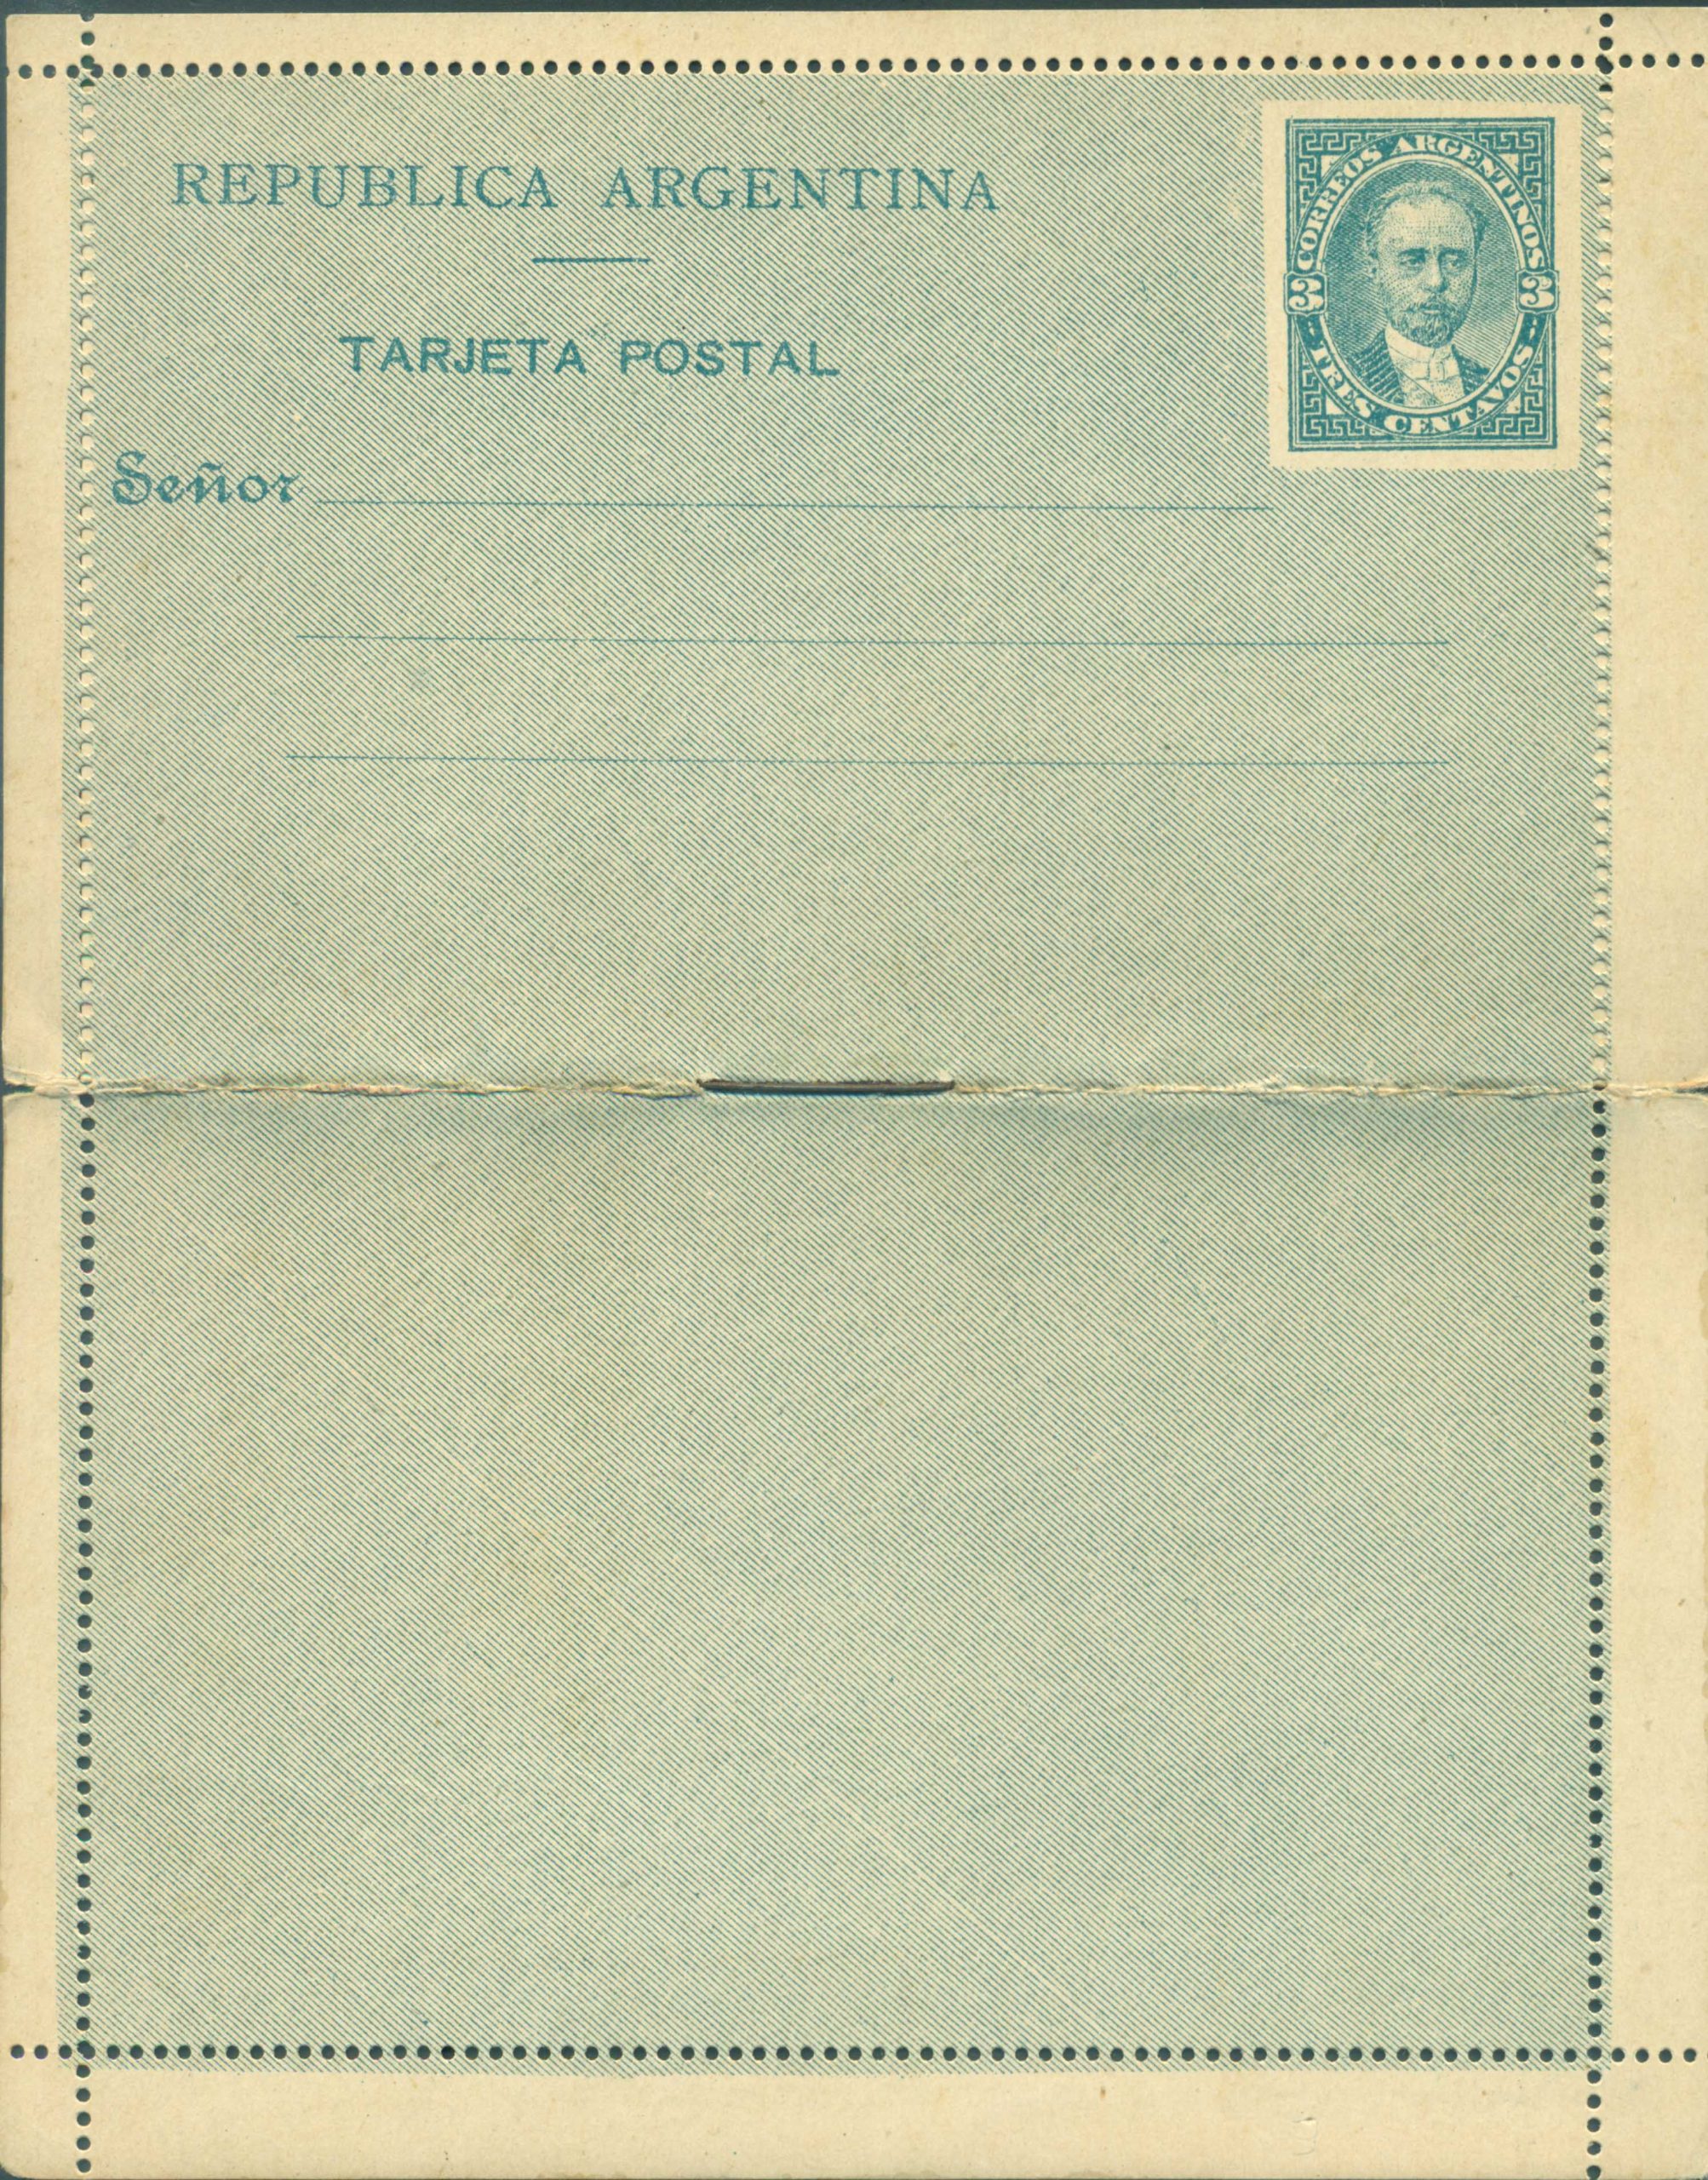 REPUBLICA ARGENTINA
TARJETA POSTAL
Señor
CORREOS ARGENTINOS
3 3
TRES CENTAVOS